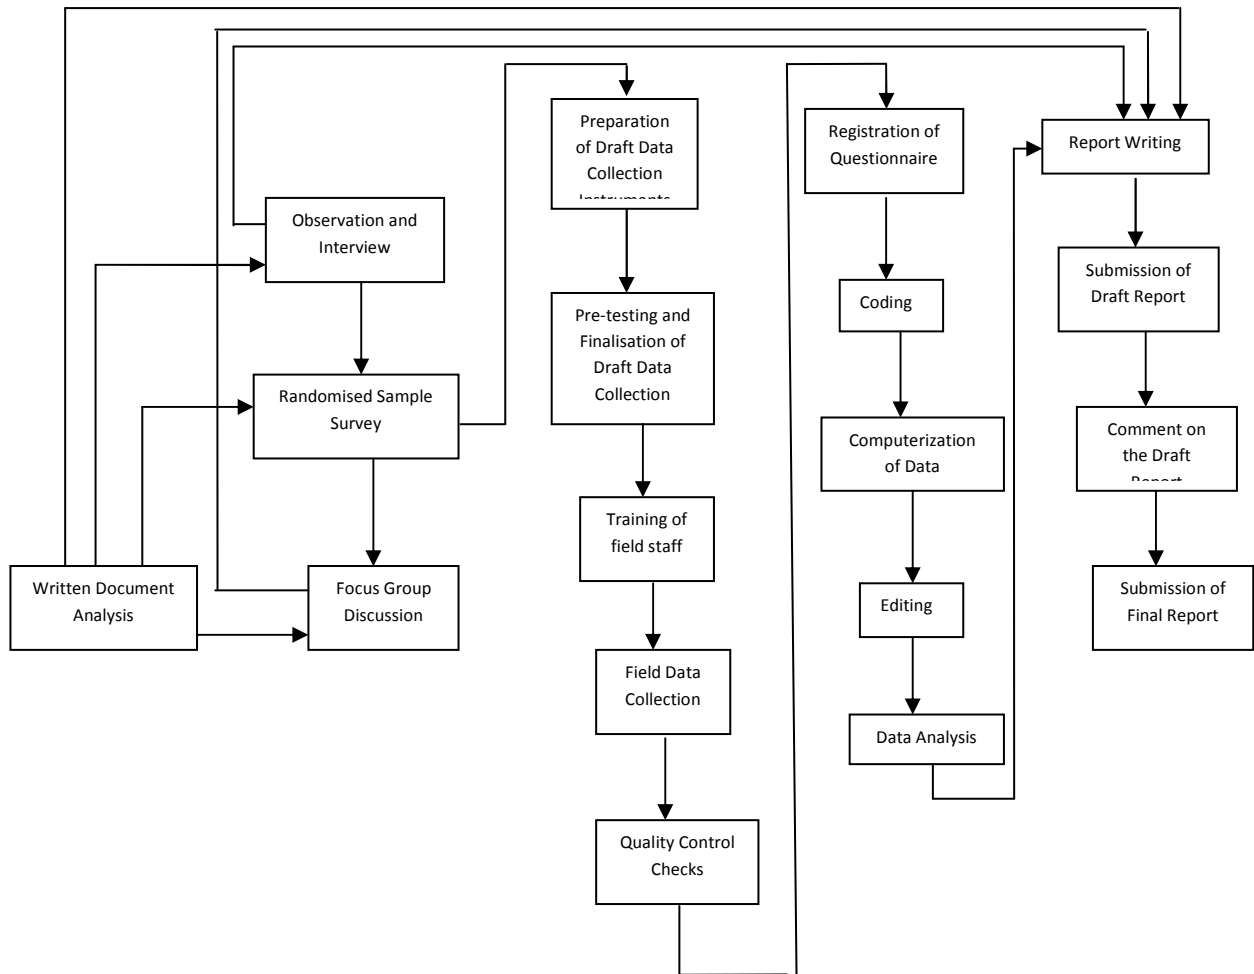 Preparation
of Draft Data
Collection
Instruments
Registration of
Questionnaire
Report Writing
Observation and
Interview
Submission of
Draft Report
Coding
Pre-testing and
Finalisation of
Draft Data
Collection
Randomised Sample
Survey
Computerization
of Data
Comment on
the Draft
Report
Training of
field staff
Written Document
Analysis
Focus Group
Discussion
Editing
Submission of
Final Report
Field Data
Collection
Data Analysis
Quality Control
Checks